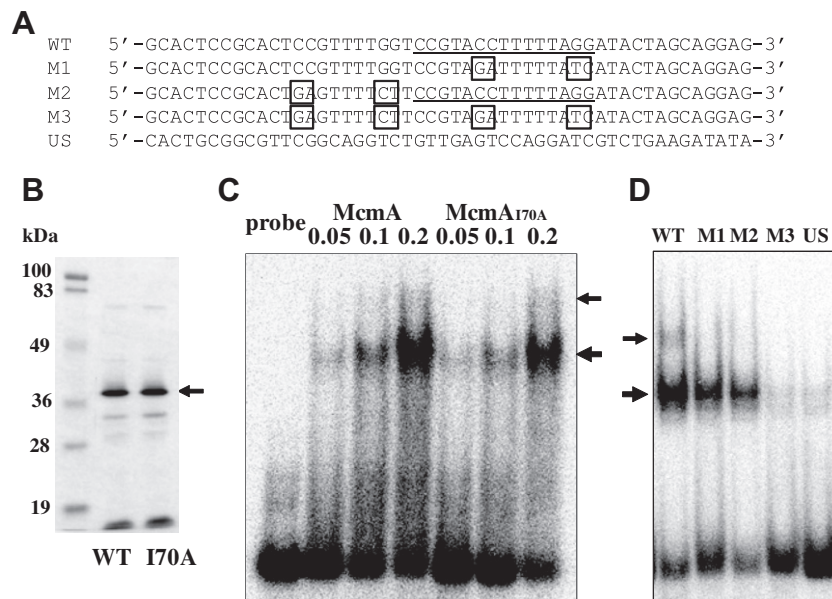 A
WT 5’-GCACTCCGCACTCCGTTTTGGTCCGTACCTTTTTAGGATACTAGCAGGAG-3’
M1 5’-GCACTCCGCACTCCGTTTTGGTCCGTAGATTTTTATCATACTAGCAGGAG-3’
M2 5’-GCACTCCGCACTGAGTTTTCTTCCGTACCTTTTTAGGATACTAGCAGGAG-3’
M3 5’-GCACTCCGCACTGAGTTTTCTTCCGTAGATTTTTATCATACTAGCAGGAG-3’
US 5’-CACTGCGGCGTTCGGCAGGTCTGTTGAGTCCAGGATCGTCTGAAGATATA-3’
B
kDa
100
83
49
36
28
19
WT I70A
C
McmA McmAI70A
probe 0.05 0.1 0.2 0.05 0.1 0.2
D
WT M1 M2 M3 US